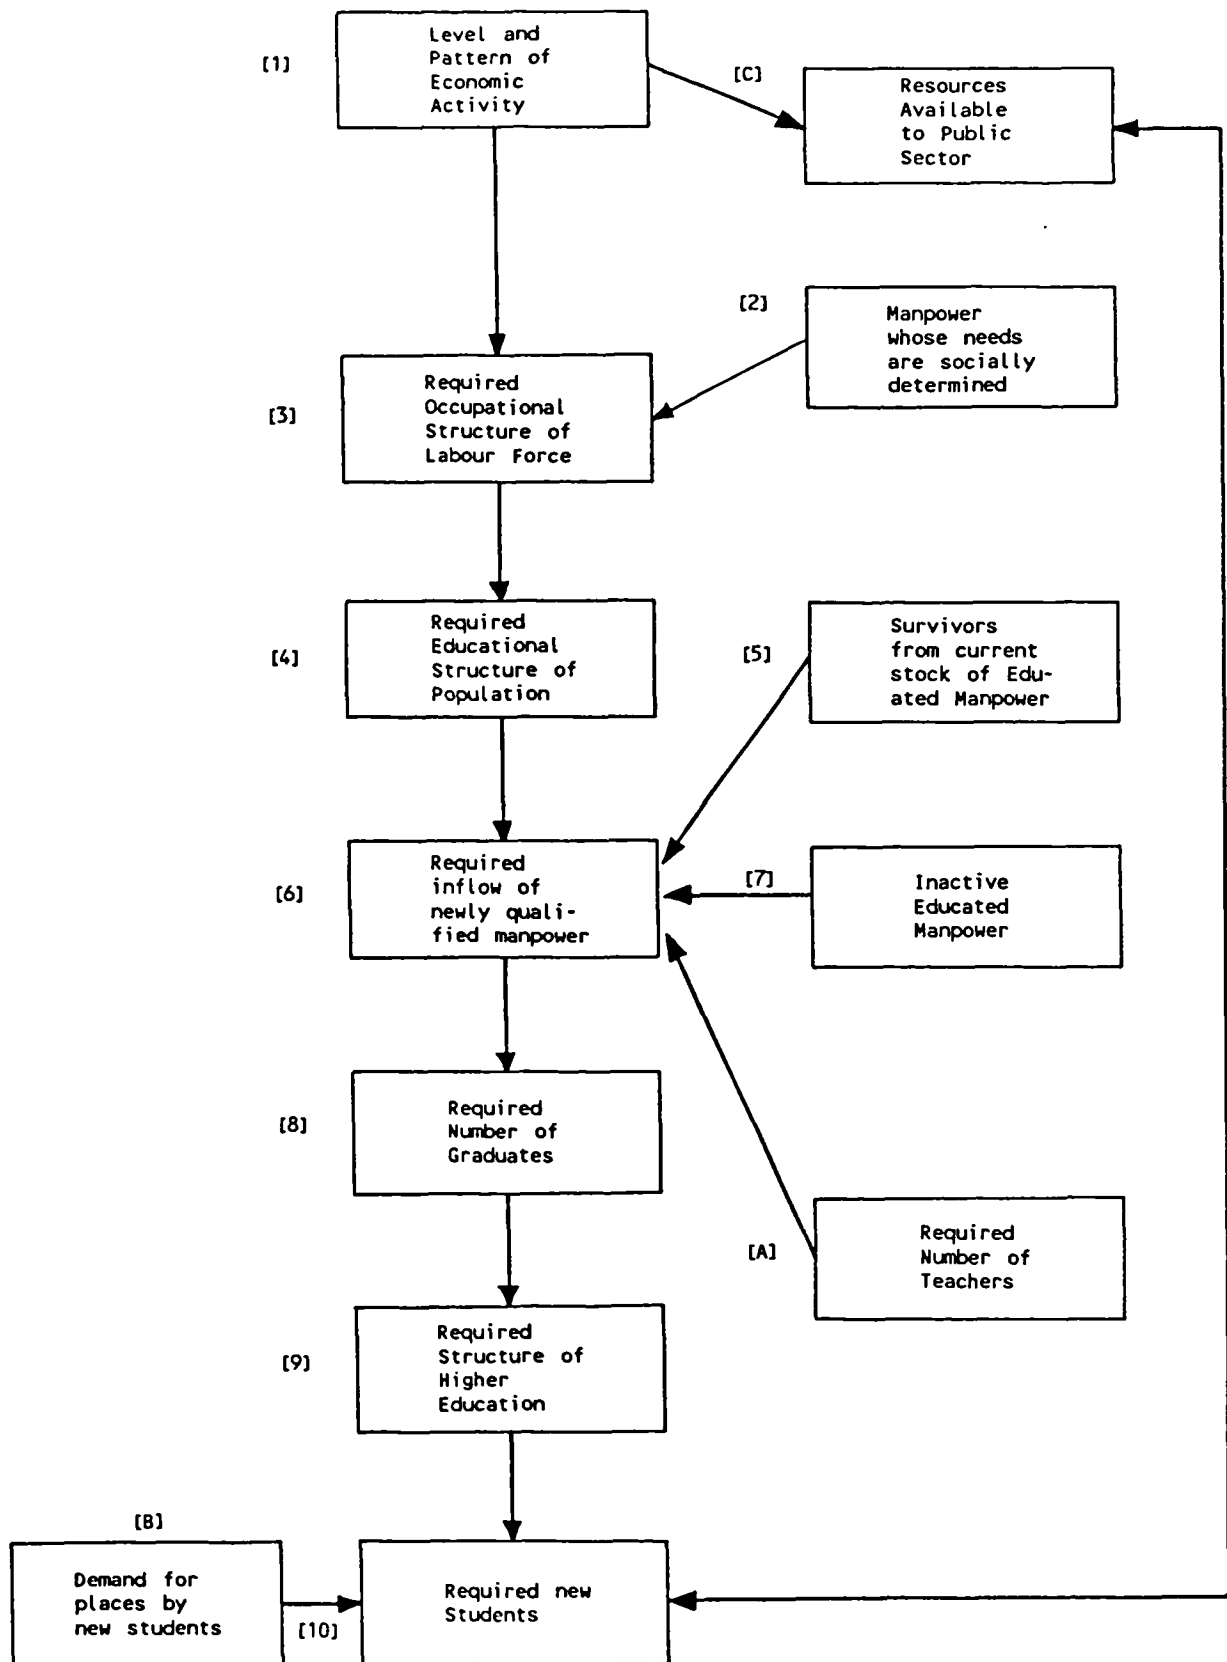 [1]
Level and
Pattern of
Economic
Activity
[C]
Resources
Available
to Public
Sector
[2]
Manpower
whose needs
are socially
determined
[3]
Required
Occupational
Structure of
Labour Force
[4]
Required
Educational
Structure of
Population
[5]
Survivors
from current
stock of Edu-
ated Manpower
[6]
Required
inflow of
newly quali-
fied manpower
[7]
Inactive
Educated
Manpower
[8]
Required
Number of
Graduates
[A]
Required
Number of
Teachers
[9]
Required
Structure of
Higher
Education
[B]
Demand for
places by
new students
[10]
Required new
Students